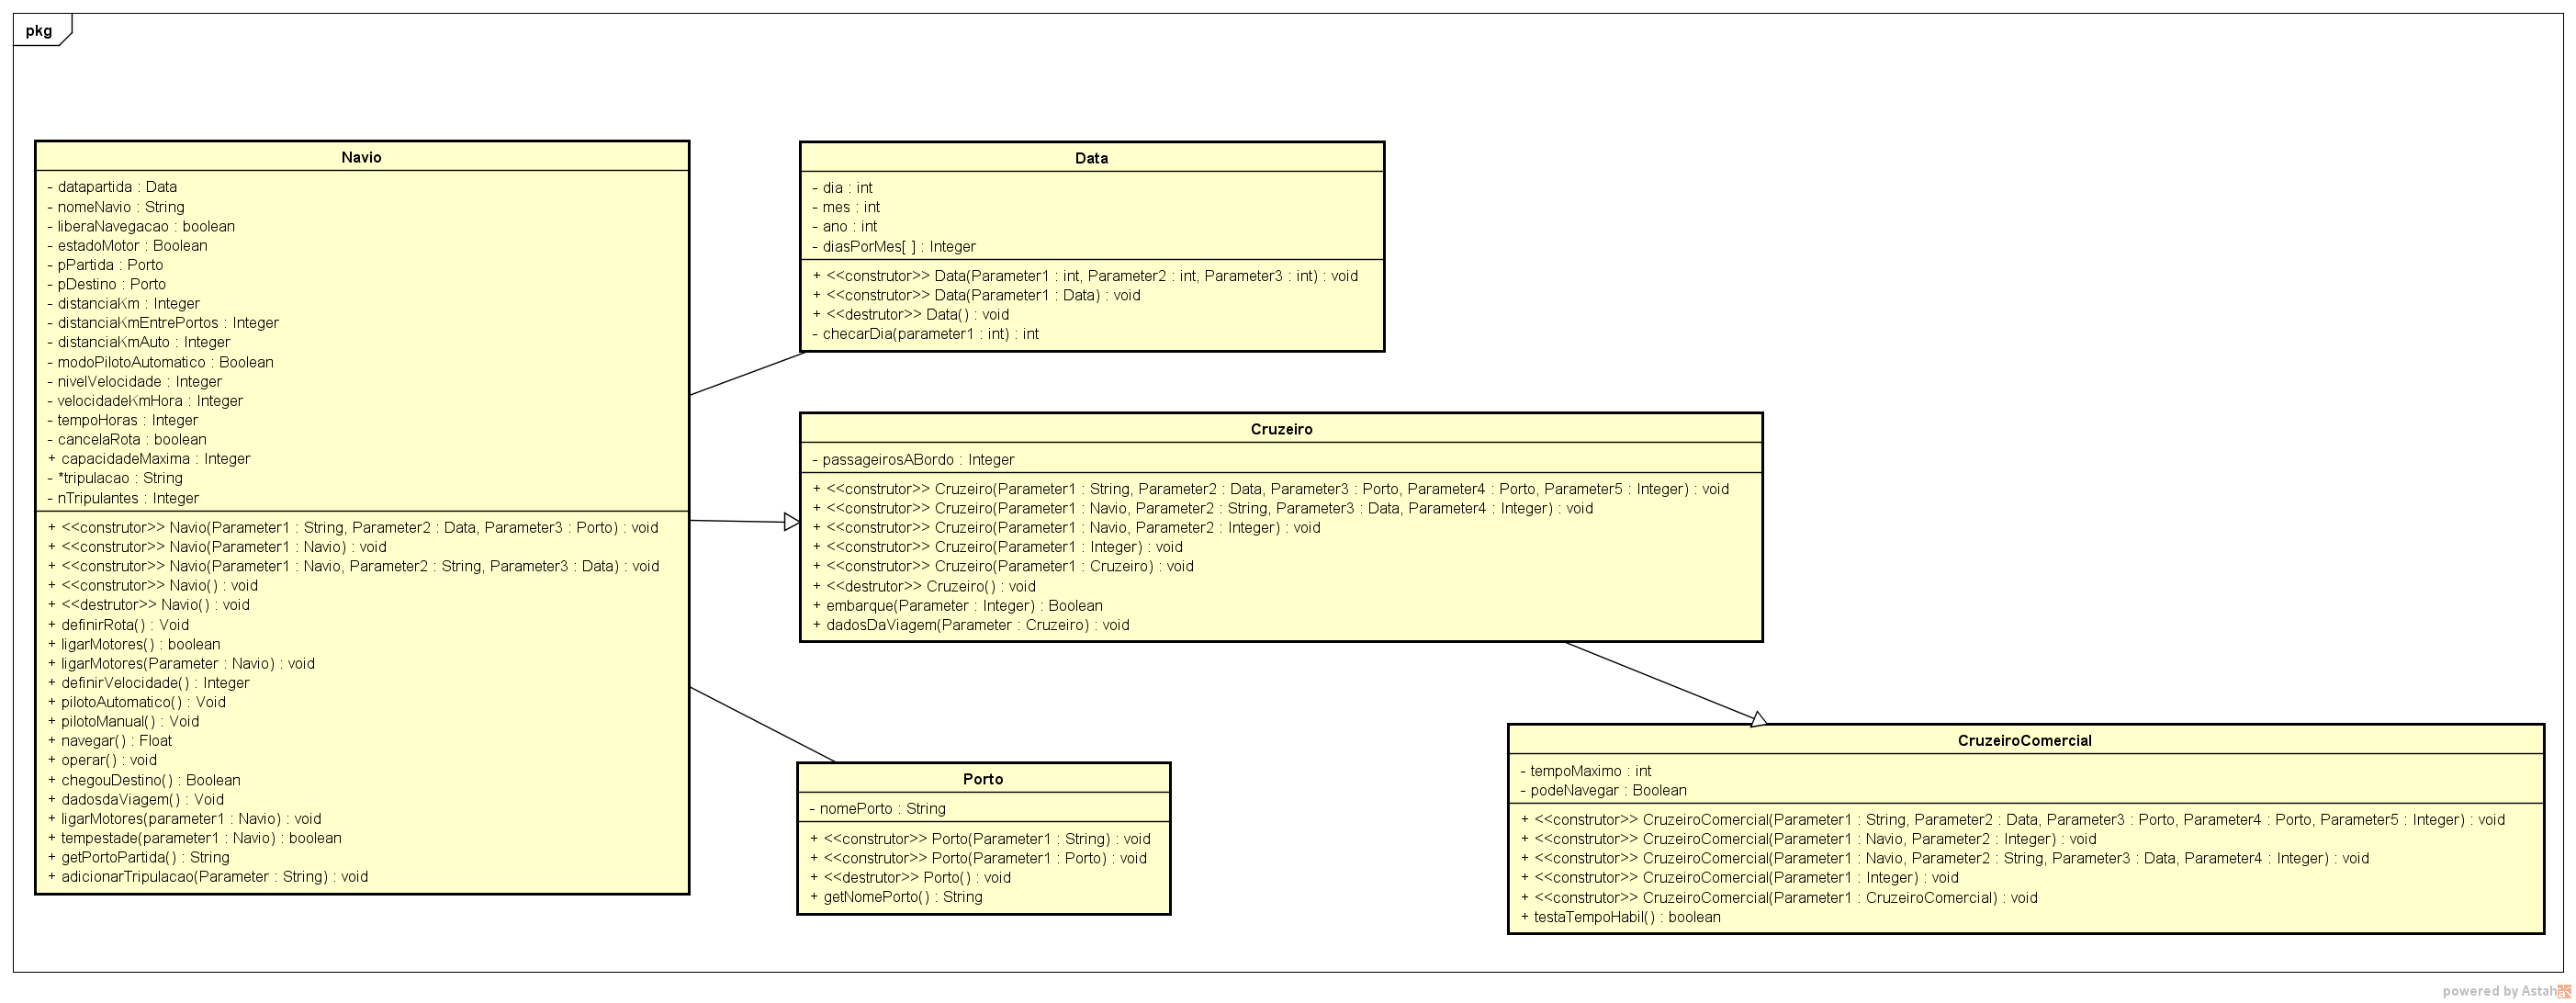 pkg
Navio
- datapartida : Data
- nomeNavio : String
- liberaNavegacao : boolean
- estadoMotor : Boolean
- pPartida : Porto
- pDestino : Porto
- distanciaKm : Integer
- distanciaKmEntrePortos : Integer
- distanciaKmAuto : Integer
- modoPilotoAutomatico : Boolean
- nivelVelocidade : Integer
- velocidadeKmHora : Integer
- tempoHoras : Integer
- cancelaRota : boolean
+ capacidadeMaxima : Integer
- *tripulacao : String
- nTripulantes : Integer
+ <<construtor>> Navio(Parameter1 : String, Parameter2 : Data, Parameter3 : Porto) : void
+ <<construtor>> Navio(Parameter1 : Navio) : void
+ <<construtor>> Navio(Parameter1 : Navio, Parameter2 : String, Parameter3 : Data) : void
+ <<construtor>> Navio() : void
+ <<destrutor>> Navio() : void
+ definirRota() : Void
+ ligarMotores() : boolean
+ ligarMotores(Parameter : Navio) : void
+ definirVelocidade() : Integer
+ pilotoAutomatico() : Void
+ pilotoManual() : Void
+ navegar() : Float
+ operar() : void
+ chegouDestino() : Boolean
+ dadosdaViagem() : Void
+ ligarMotores(parameter1 : Navio) : void
+ tempestade(parameter1 : Navio) : boolean
+ getPortoPartida() : String
+ adicionarTripulacao(Parameter : String) : void
Data
- dia : int
- mes : int
- ano : int
- diasPorMes[ ] : Integer
+ <<construtor>> Data(Parameter1 : int, Parameter2 : int, Parameter3 : int) : void
+ <<construtor>> Data(Parameter1 : Data) : void
+ <<destrutor>> Data() : void
- checarDia(parameter1 : int) : int
Cruzeiro
- passageirosABordo : Integer
+ <<construtor>> Cruzeiro(Parameter1 : String, Parameter2 : Data, Parameter3 : Porto, Parameter4 : Porto, Parameter5 : Integer) : void
+ <<construtor>> Cruzeiro(Parameter1 : Navio, Parameter2 : String, Parameter3 : Data, Parameter4 : Integer) : void
+ <<construtor>> Cruzeiro(Parameter1 : Navio, Parameter2 : Integer) : void
+ <<construtor>> Cruzeiro(Parameter1 : Integer) : void
+ <<construtor>> Cruzeiro(Parameter1 : Cruzeiro) : void
+ <<destrutor>> Cruzeiro() : void
+ embarque(Parameter : Integer) : Boolean
+ dadosDaViagem(Parameter : Cruzeiro) : void
Porto
- nomePorto : String
+ <<construtor>> Porto(Parameter1 : String) : void
+ <<construtor>> Porto(Parameter1 : Porto) : void
+ <<destrutor>> Porto() : void
+ getNomePorto() : String
CruzeiroComercial
- tempoMaximo : int
- podeNavegar : Boolean
+ <<construtor>> CruzeiroComercial(Parameter1 : String, Parameter2 : Data, Parameter3 : Porto, Parameter4 : Porto, Parameter5 : Integer) : void
+ <<construtor>> CruzeiroComercial(Parameter1 : Navio, Parameter2 : Integer) : void
+ <<construtor>> CruzeiroComercial(Parameter1 : Navio, Parameter2 : String, Parameter3 : Data, Parameter4 : Integer) : void
+ <<construtor>> CruzeiroComercial(Parameter1 : Integer) : void
+ <<construtor>> CruzeiroComercial(Parameter1 : CruzeiroComercial) : void
+ testaTempoHabil() : boolean
powered by Astah